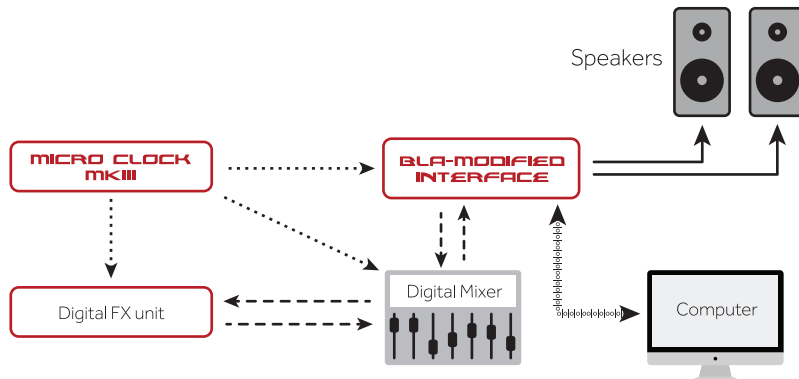 Speakers
MICRO CLOCK
MKIII
BLA-MODIFIED
INTERFACE
Digital Mixer
Digital FX unit
Computer